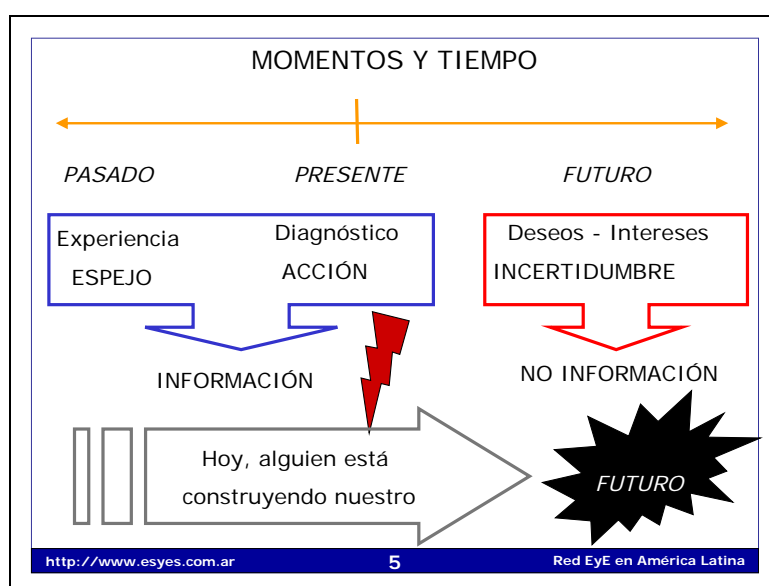 MOMENTOS Y TIEMPO
PASADO PRESENTE FUTURO
Experiencia Diagnóstico Deseos - Intereses
ESPEJO ACCIÓN INCERTIDUMBRE
INFORMACIÓN NO INFORMACIÓN
Hoy, alguien está
construyendo nuestro FUTURO
http://www.esyes.com.ar 5 Red EyE en América Latina